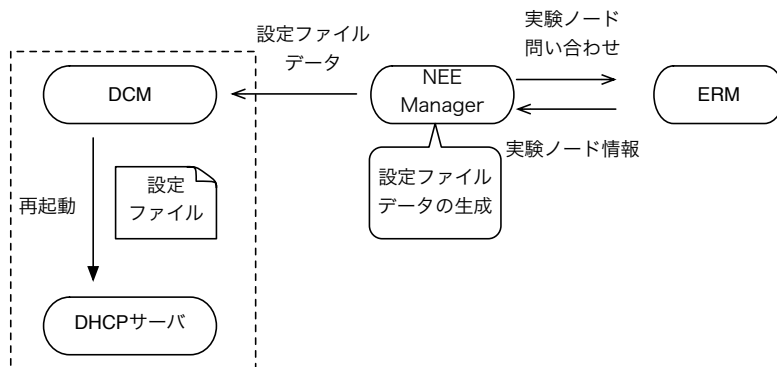 設定ファイル
データ
実験ノード
問い合わせ
DCM
NEE
Manager
ERM
実験ノード情報
設定
ファイル
設定ファイル
データの生成
再起動
DHCPサーバ